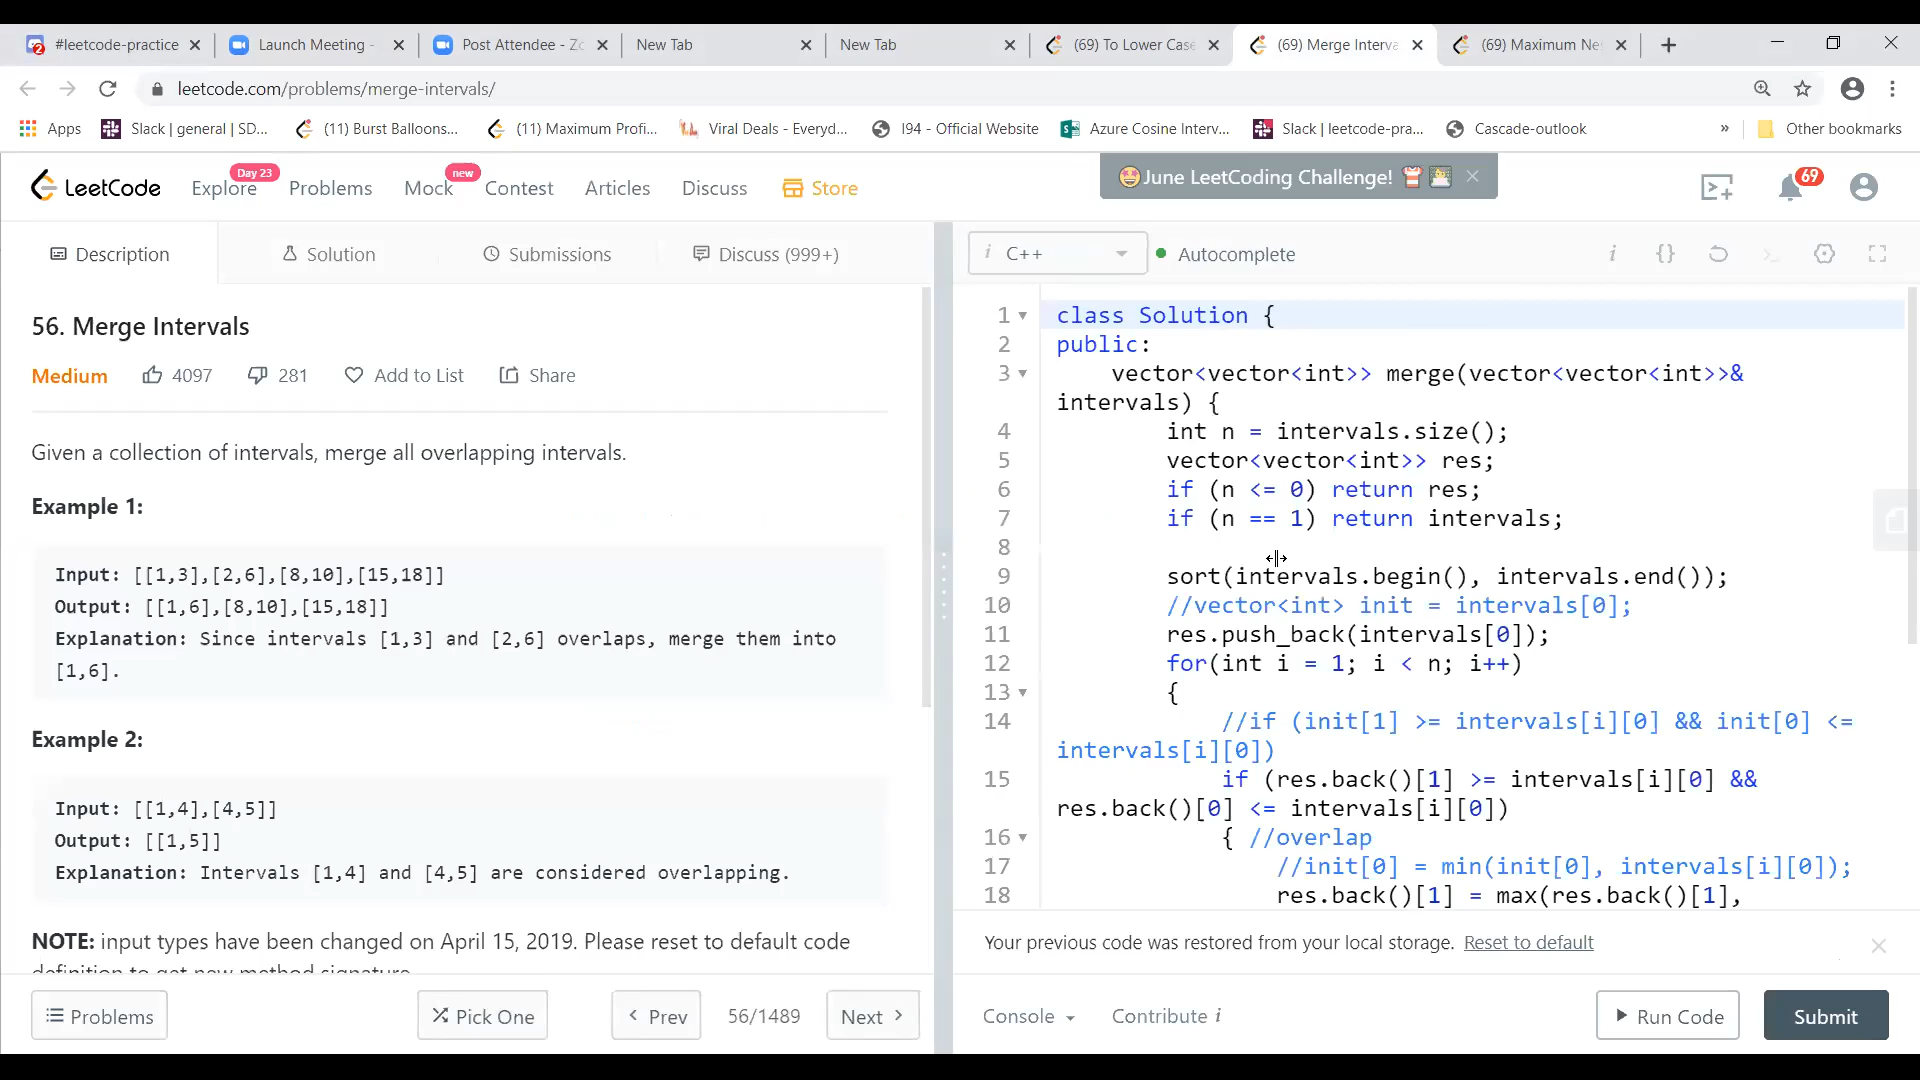 #leetcode-practice
Launch Meeting -
Post Attendee - Zo
New Tab
New Tab
(69) To Lower Case
(69) Merge Interva
(69) Maximum Ne
leetcode.com/problems/merge-intervals/
Apps
Slack | general | SD...
(11) Burst Balloons...
(11) Maximum Profi...
Viral Deals - Everyd...
I94 - Official Website
Azure Cosine Interv...
Slack | leetcode-pra...
Cascade-outlook
»
Other bookmarks
LeetCode
Explore
Day 23
Problems
Mock
new
Contest
Articles
Discuss
Store
June LeetCoding Challenge!
69
Description
Solution
Submissions
Discuss (999+)
i C++
Autocomplete
56. Merge Intervals
Medium
4097
281
Add to List
Share
Given a collection of intervals, merge all overlapping intervals.
Example 1:
Input: [[1,3],[2,6],[8,10],[15,18]]
Output: [[1,6],[8,10],[15,18]]
Explanation: Since intervals [1,3] and [2,6] overlaps, merge them into
[1,6].
Example 2:
Input: [[1,4],[4,5]]
Output: [[1,5]]
Explanation: Intervals [1,4] and [4,5] are considered overlapping.
NOTE: input types have been changed on April 15, 2019. Please reset to default code
definition to get new method signature.
Problems
Pick One
Prev
56/1489
Next
1 class Solution {
2 public:
3 vector<vector<int>> merge(vector<vector<int>>&
intervals) {
4 int n = intervals.size();
5 vector<vector<int>> res;
6 if (n <= 0) return res;
7 if (n == 1) return intervals;
8
9 sort(intervals.begin(), intervals.end());
10 //vector<int> init = intervals[0];
11 res.push_back(intervals[0]);
12 for(int i = 1; i < n; i++)
13 {
14 //if (init[1] >= intervals[i][0] && init[0] <=
intervals[i][0])
15 if (res.back()[1] >= intervals[i][0] &&
res.back()[0] <= intervals[i][0])
16 { //overlap
17 //init[0] = min(init[0], intervals[i][0]);
18 res.back()[1] = max(res.back()[1],
Your previous code was restored from your local storage. Reset to default
Console
Contribute i
Run Code
Submit